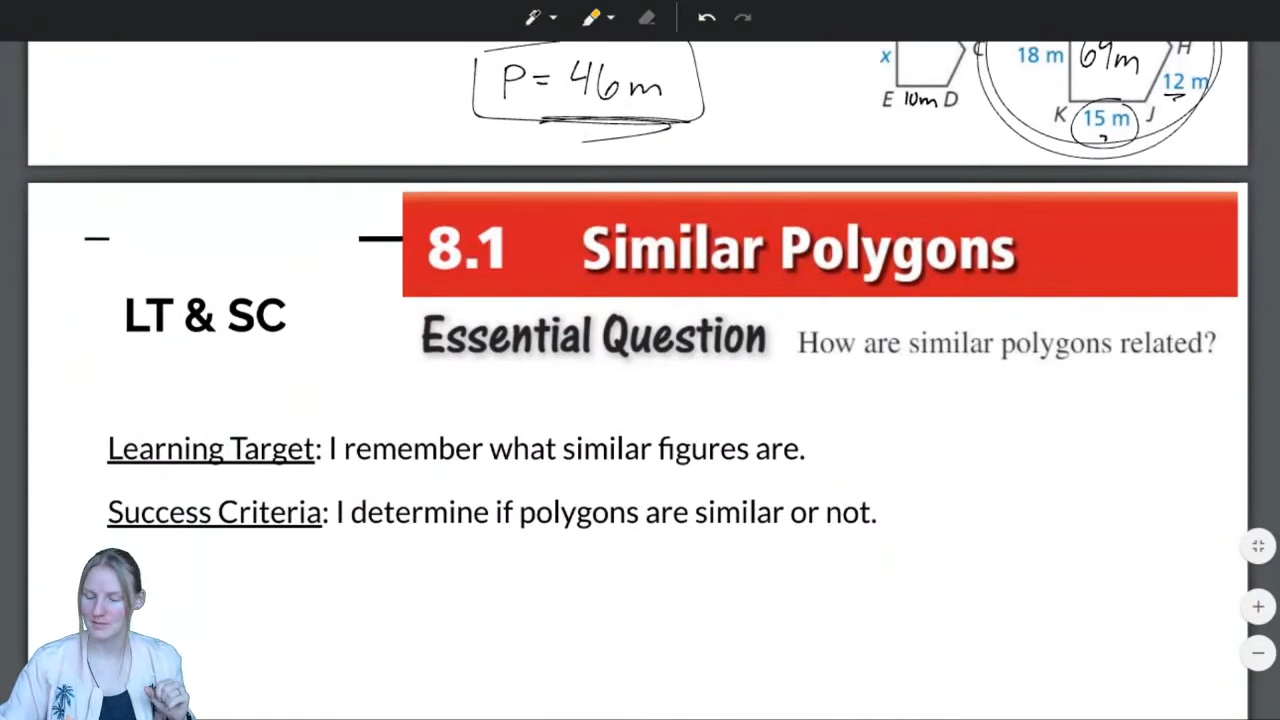 P = 46m
x
C
E 10m D
18 m
69m
H
12 m
K
15 m
J
8.1 Similar Polygons
LT & SC
Essential Question How are similar polygons related?
Learning Target: I remember what similar figures are.
Success Criteria: I determine if polygons are similar or not.